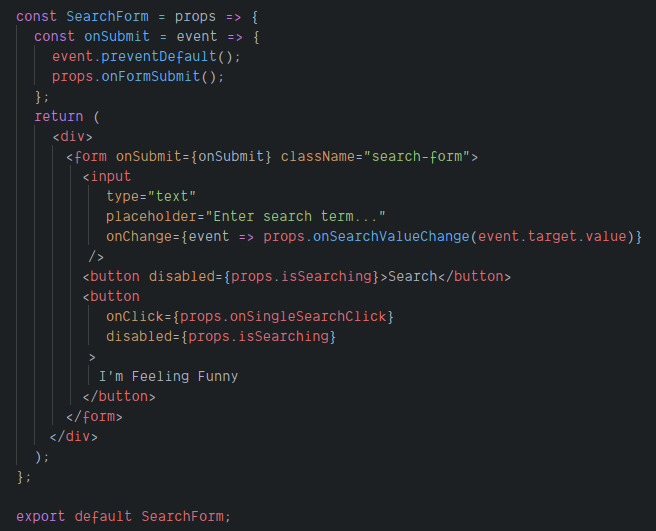 const SearchForm = props => {
const onSubmit = event => {
event.preventDefault();
props.onFormSubmit();
};
return (
<div>
<form onSubmit={onSubmit} className="search-form">
<input
type="text"
placeholder="Enter search term..."
onChange={event => props.onSearchValueChange(event.target.value)}
/>
<button disabled={props.isSearching}>Search</button>
<button
onClick={props.onSingleSearchClick}
disabled={props.isSearching}
>
I'm Feeling Funny
</button>
</form>
</div>
);
};
export default SearchForm;